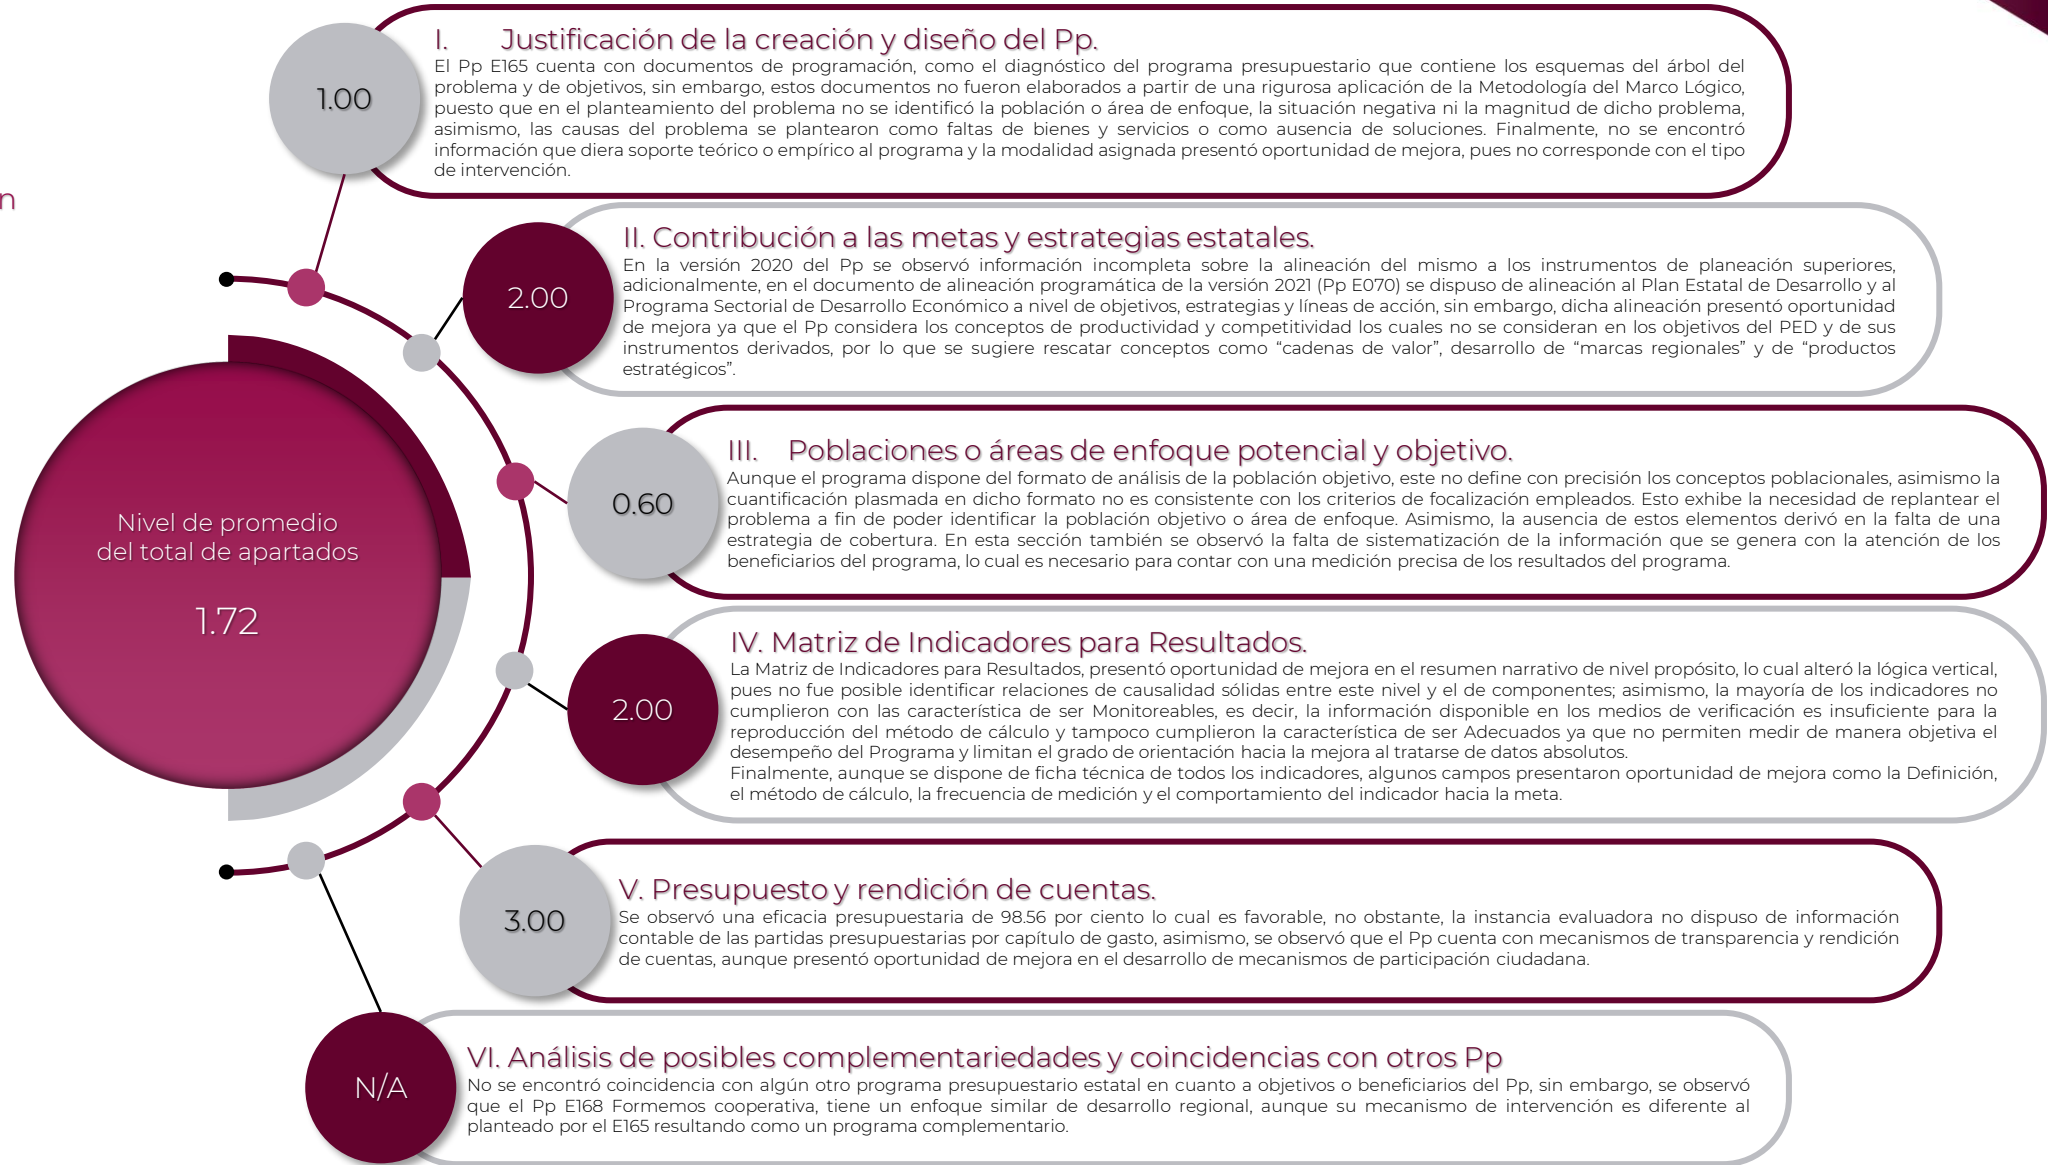 n
1.00
I. Justificación de la creación y diseño del Pp.
El Pp E165 cuenta con documentos de programación, como el diagnóstico del programa presupuestario que contiene los esquemas del árbol del
problema y de objetivos, sin embargo, estos documentos no fueron elaborados a partir de una rigurosa aplicación de la Metodología del Marco Lógico,
puesto que en el planteamiento del problema no se identificó la población o área de enfoque, la situación negativa ni la magnitud de dicho problema,
asimismo, las causas del problema se plantearon como faltas de bienes y servicios o como ausencia de soluciones. Finalmente, no se encontró
información que diera soporte teórico o empírico al programa y la modalidad asignada presentó oportunidad de mejora, pues no corresponde con el tipo
de intervención.
2.00
II. Contribución a las metas y estrategias estatales.
En la versión 2020 del Pp se observó información incompleta sobre la alineación del mismo a los instrumentos de planeación superiores,
adicionalmente, en el documento de alineación programática de la versión 2021 (Pp E070) se dispuso de alineación al Plan Estatal de Desarrollo y al
Programa Sectorial de Desarrollo Económico a nivel de objetivos, estrategias y líneas de acción, sin embargo, dicha alineación presentó oportunidad
de mejora ya que el Pp considera los conceptos de productividad y competitividad los cuales no se consideran en los objetivos del PED y de sus
instrumentos derivados, por lo que se sugiere rescatar conceptos como “cadenas de valor”, desarrollo de “marcas regionales” y de “productos
estratégicos”.
0.60
III. Poblaciones o áreas de enfoque potencial y objetivo.
Aunque el programa dispone del formato de análisis de la población objetivo, este no define con precisión los conceptos poblacionales, asimismo la
cuantificación plasmada en dicho formato no es consistente con los criterios de focalización empleados. Esto exhibe la necesidad de replantear el
problema a fin de poder identificar la población objetivo o área de enfoque. Asimismo, la ausencia de estos elementos derivó en la falta de una
estrategia de cobertura. En esta sección también se observó la falta de sistematización de la información que se genera con la atención de los
beneficiarios del programa, lo cual es necesario para contar con una medición precisa de los resultados del programa.
Nivel de promedio
del total de apartados
1.72
2.00
IV. Matriz de Indicadores para Resultados.
La Matriz de Indicadores para Resultados, presentó oportunidad de mejora en el resumen narrativo de nivel propósito, lo cual alteró la lógica vertical,
pues no fue posible identificar relaciones de causalidad sólidas entre este nivel y el de componentes; asimismo, la mayoría de los indicadores no
cumplieron con las característica de ser Monitoreables, es decir, la información disponible en los medios de verificación es insuficiente para la
reproducción del método de cálculo y tampoco cumplieron la característica de ser Adecuados ya que no permiten medir de manera objetiva el
desempeño del Programa y limitan el grado de orientación hacia la mejora al tratarse de datos absolutos.
Finalmente, aunque se dispone de ficha técnica de todos los indicadores, algunos campos presentaron oportunidad de mejora como la Definición,
el método de cálculo, la frecuencia de medición y el comportamiento del indicador hacia la meta.
3.00
V. Presupuesto y rendición de cuentas.
Se observó una eficacia presupuestaria de 98.56 por ciento lo cual es favorable, no obstante, la instancia evaluadora no dispuso de información
contable de las partidas presupuestarias por capítulo de gasto, asimismo, se observó que el Pp cuenta con mecanismos de transparencia y rendición
de cuentas, aunque presentó oportunidad de mejora en el desarrollo de mecanismos de participación ciudadana.
N/A
VI. Análisis de posibles complementariedades y coincidencias con otros Pp
No se encontró coincidencia con algún otro programa presupuestario estatal en cuanto a objetivos o beneficiarios del Pp, sin embargo, se observó
que el Pp E168 Formemos cooperativa, tiene un enfoque similar de desarrollo regional, aunque su mecanismo de intervención es diferente al
planteado por el E165 resultando como un programa complementario.